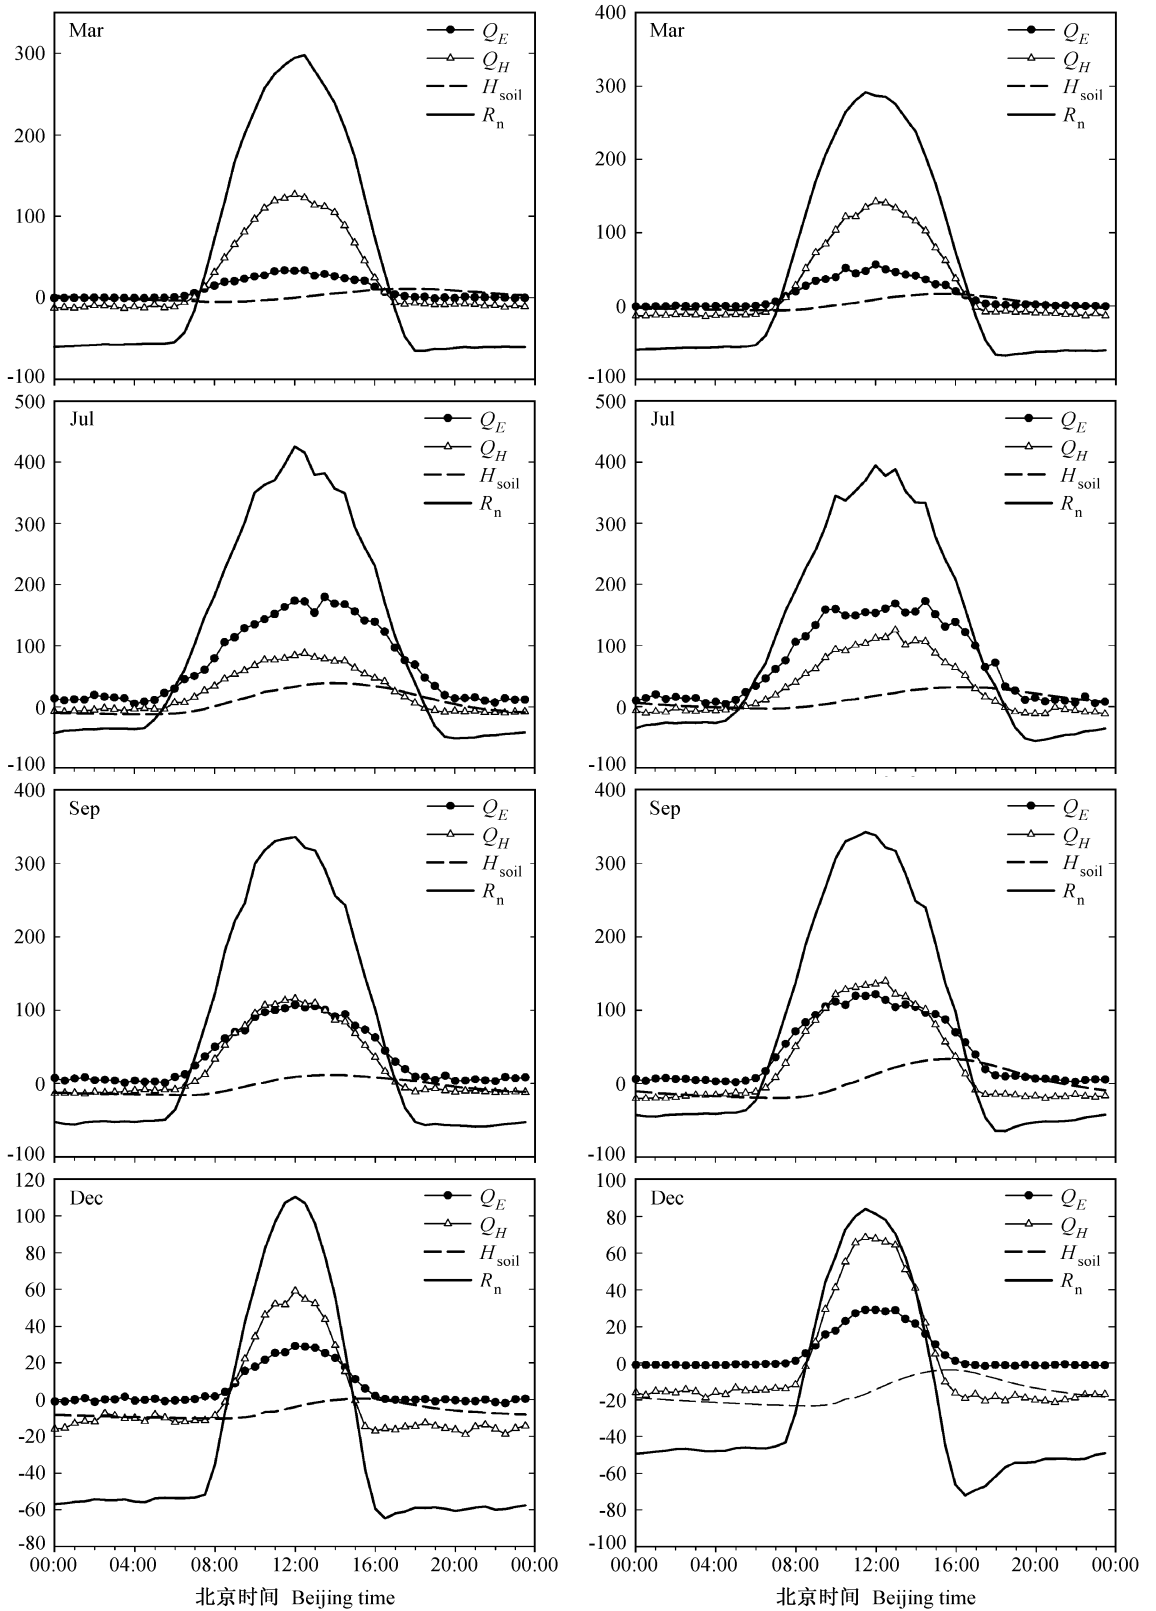 Mar
Q_E
Q_H
H_soil
R_n
300
200
100
0
-100
Mar
Q_E
Q_H
H_soil
R_n
400
300
200
100
0
-100
Jul
Q_E
Q_H
H_soil
R_n
500
400
300
200
100
0
-100
Jul
Q_E
Q_H
H_soil
R_n
500
400
300
200
100
0
-100
Sep
Q_E
Q_H
H_soil
R_n
400
300
200
100
0
-100
Sep
Q_E
Q_H
H_soil
R_n
400
300
200
100
0
-100
Dec
Q_E
Q_H
H_soil
R_n
120
100
80
60
40
20
0
-20
-40
-60
-80
00:00 04:00 08:00 12:00 16:00 20:00 00:00
北京时间 Beijing time
Dec
Q_E
Q_H
H_soil
R_n
100
80
60
40
20
0
-20
-40
-60
-80
-100
00:00 04:00 08:00 12:00 16:00 20:00 00:00
北京时间 Beijing time